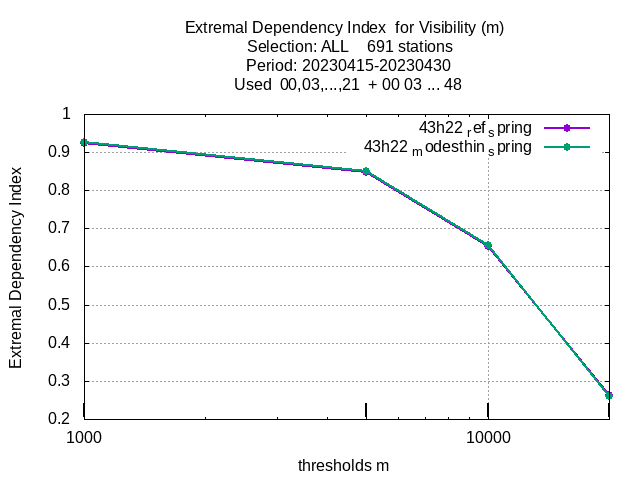 Extremal Dependency Index  for Visibility (m)
Selection: ALL    691 stations
Period: 20230415-20230430
Used  00,03,...,21  + 00 03 ... 48
43h22 ref spring
43h22 modesthin spring
Extremal Dependency Index
1
0.9
0.8
0.7
0.6
0.5
0.4
0.3
0.2
1000 10000
thresholds m